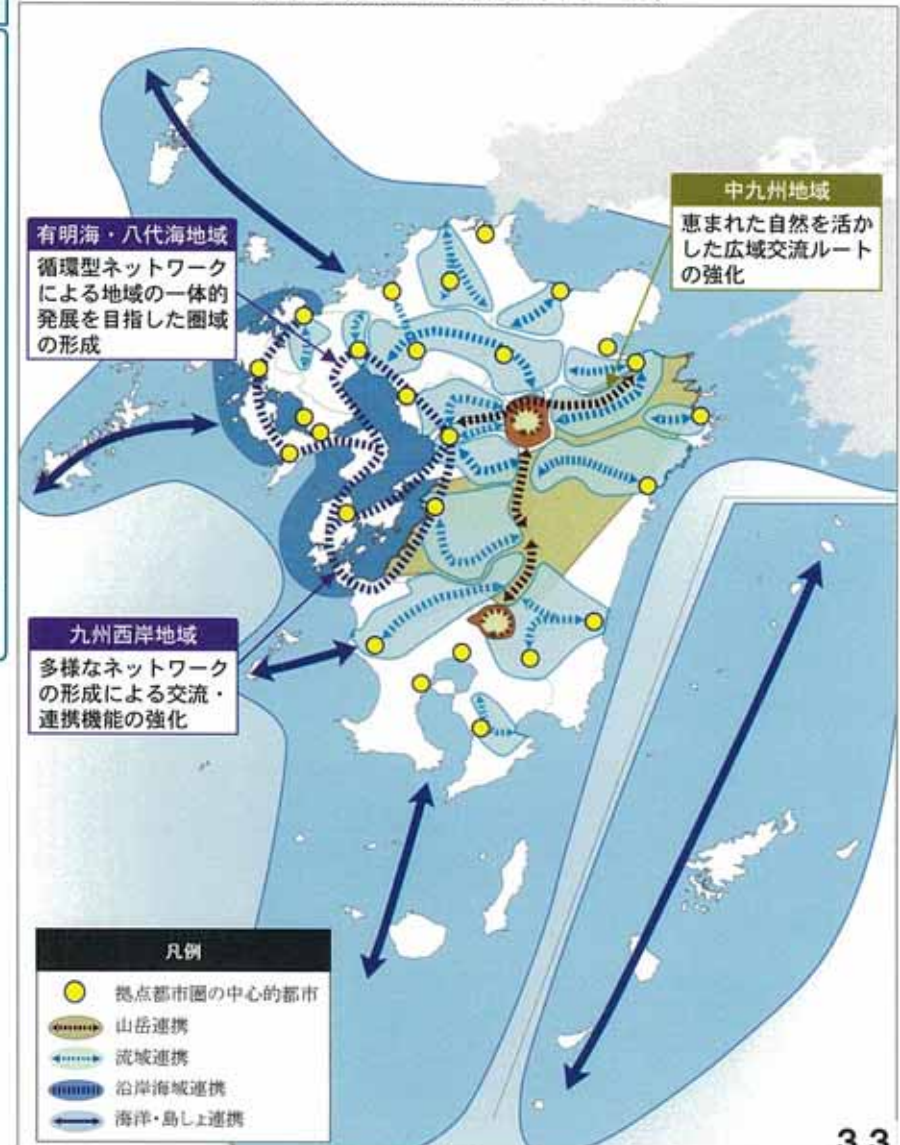 有明海・八代海地域
循環型ネットワーク
による地域の一体的
発展を目指した圏域
の形成
中九州地域
恵まれた自然を活か
した広域交流ルート
の強化
九州西岸地域
多様なネットワーク
の形成による交流・
連携機能の強化
凡例
拠点都市圏の中心的都市
山岳連携
流域連携
沿岸海域連携
海洋・島しょ連携